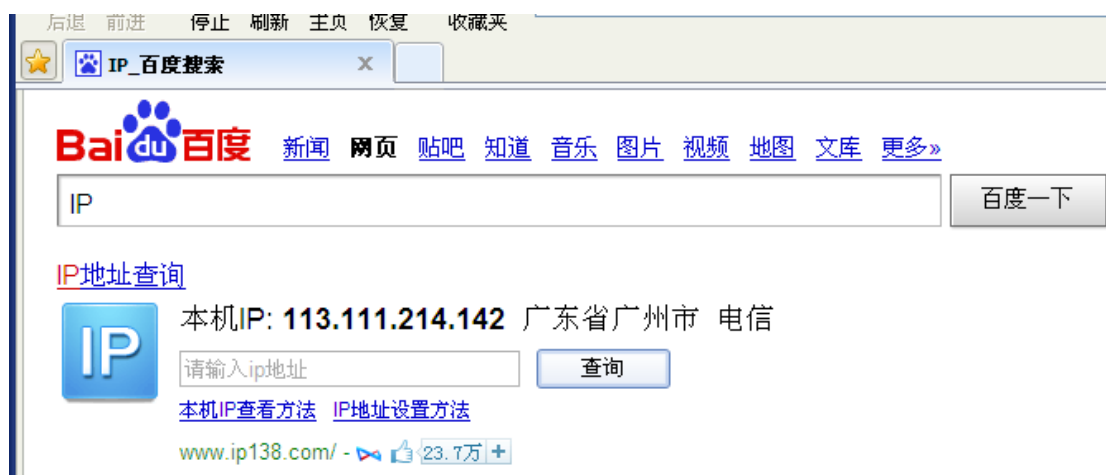 后退 前进 停止 刷新 主页 恢复 收藏夹
IP_百度搜索 x
Bai du 百度 新闻 网页 贴吧 知道 音乐 图片 视频 地图 文库 更多»
IP 百度一下
IP地址查询
IP 本机IP: 113.111.214.142 广东省广州市 电信
请输入ip地址 查询
本机IP查看方法 IP地址设置方法
www.ip138.com/ - 23.7万 +